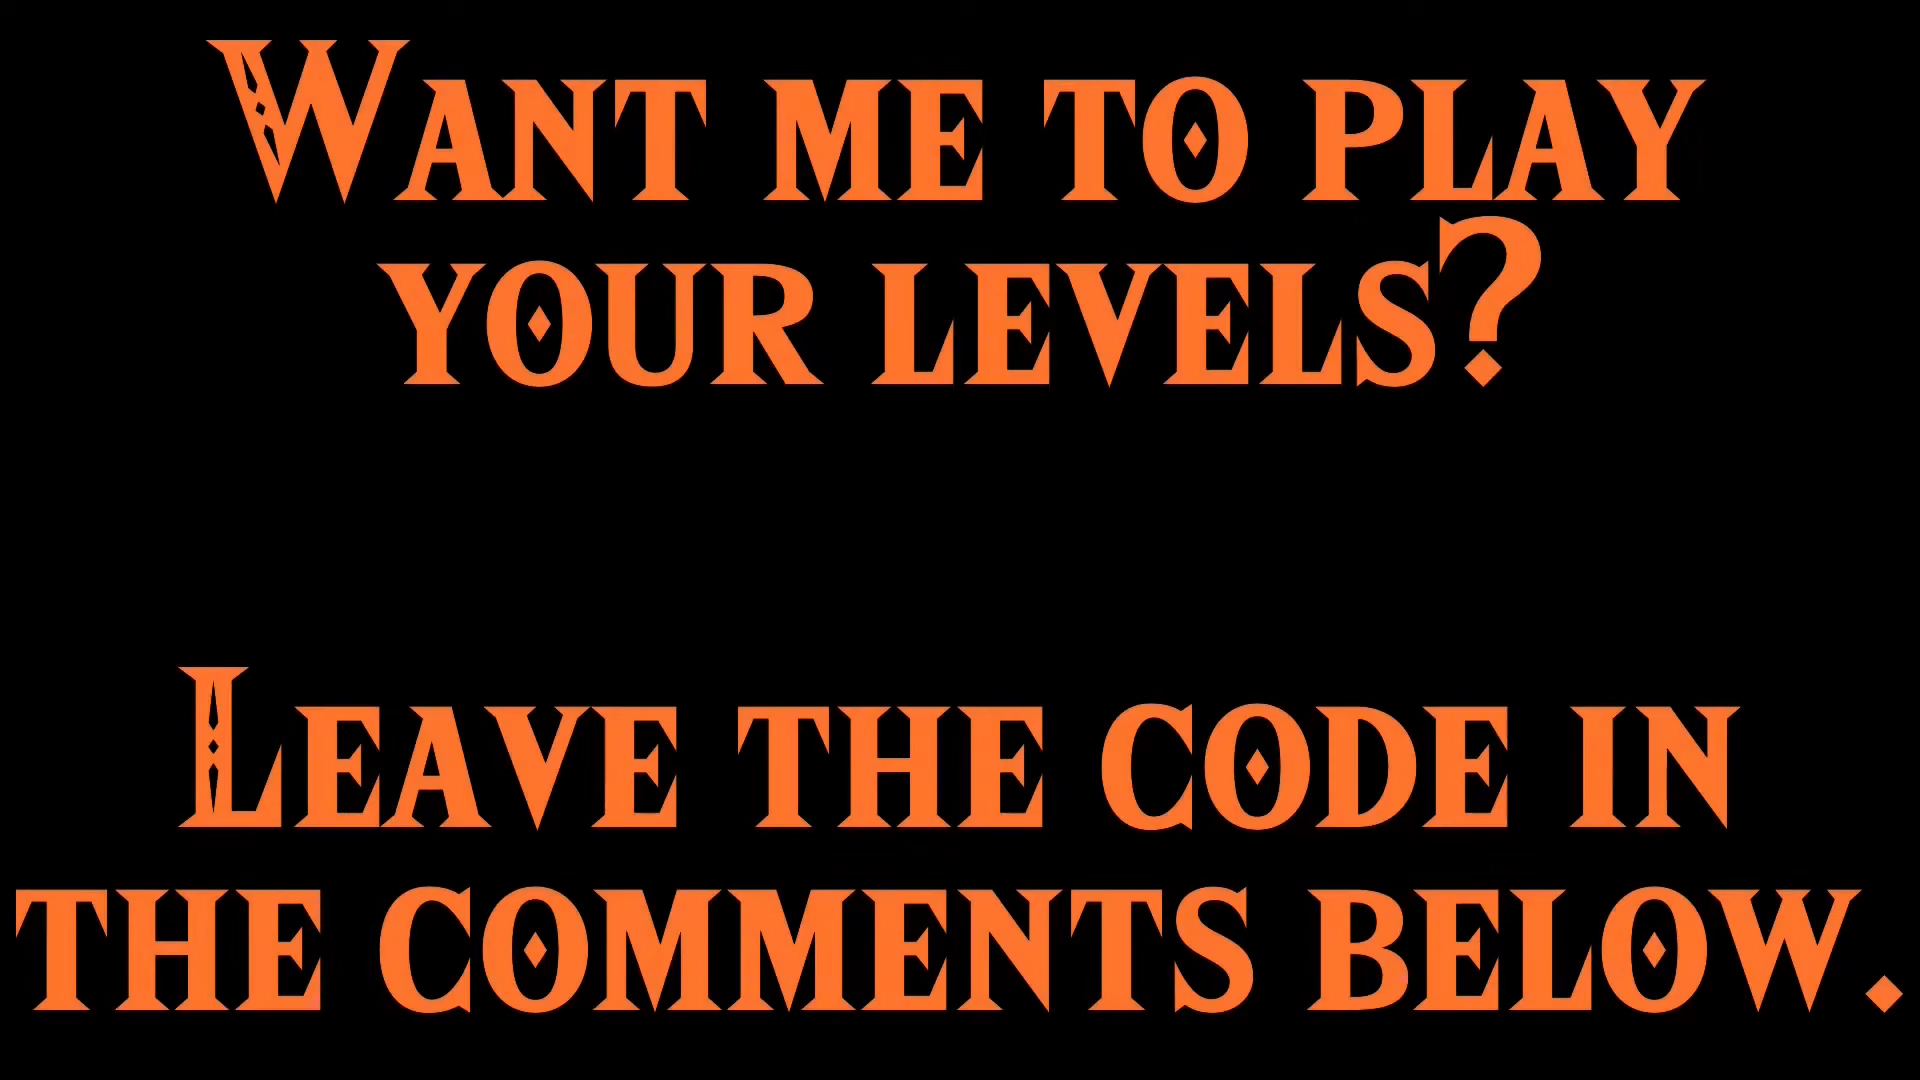 Want me to play
your levels?
Leave the code in
the comments below.